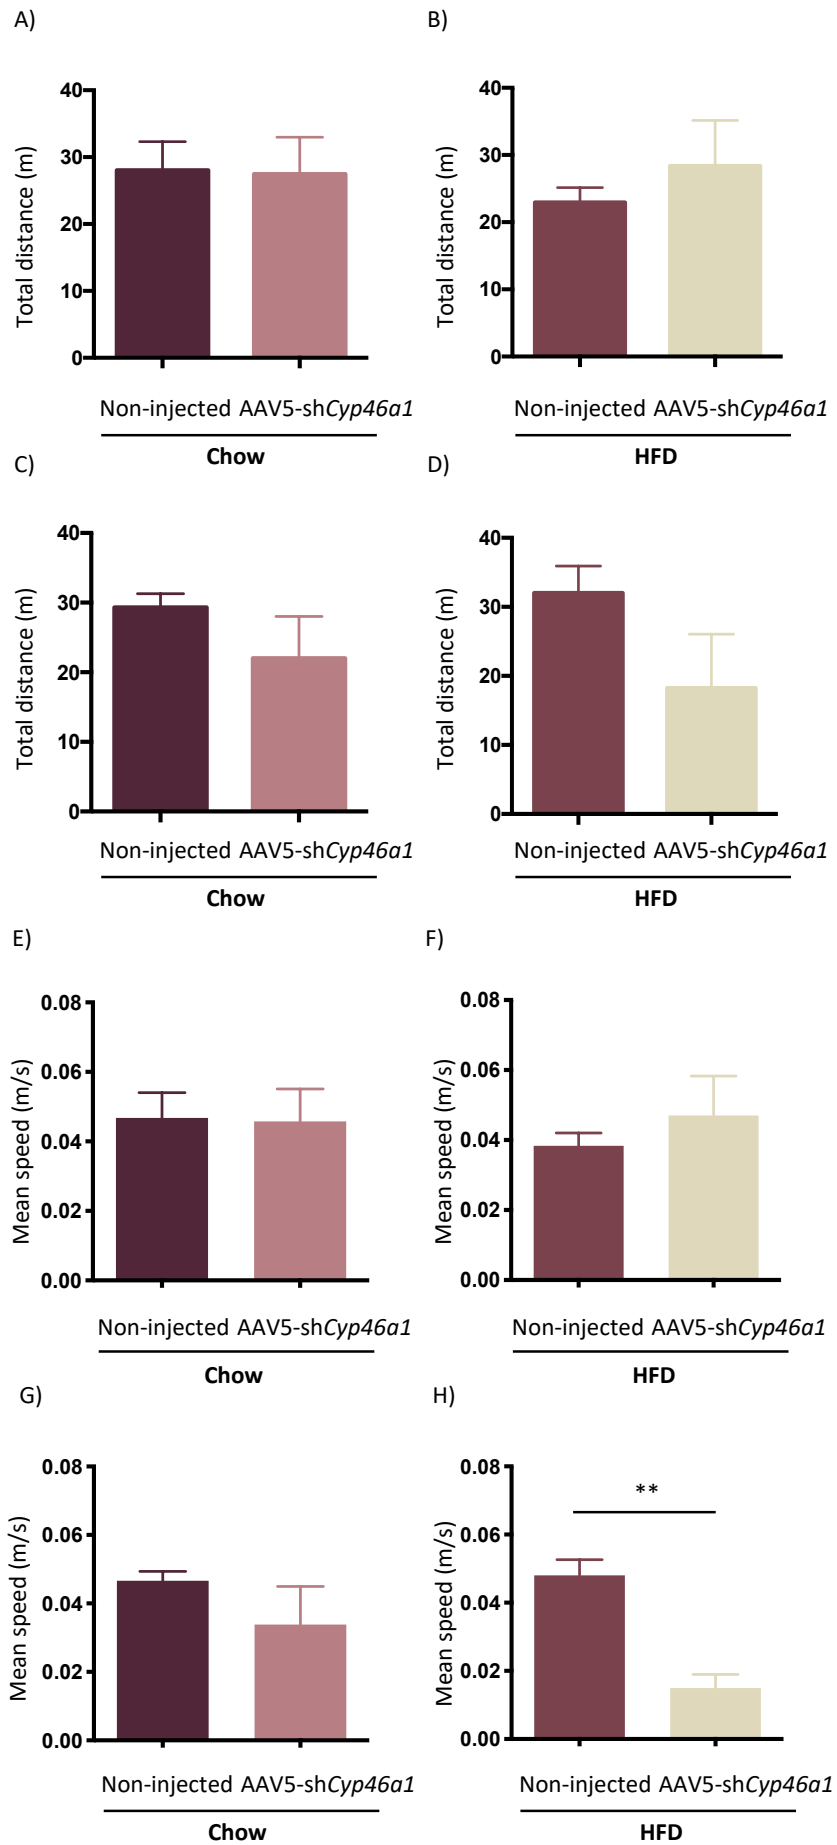 A)
B)
Total distance (m)
40
30
20
10
0
Non-injected AAV5-shCyp46a1
Chow
Total distance (m)
40
30
20
10
0
Non-injected AAV5-shCyp46a1
HFD
C)
D)
Total distance (m)
40
30
20
10
0
Non-injected AAV5-shCyp46a1
Chow
Total distance (m)
40
30
20
10
0
Non-injected AAV5-shCyp46a1
HFD
E)
F)
Mean speed (m/s)
0.08
0.06
0.04
0.02
0.00
Non-injected AAV5-shCyp46a1
Chow
Mean speed (m/s)
0.08
0.06
0.04
0.02
0.00
Non-injected AAV5-shCyp46a1
HFD
G)
H)
Mean speed (m/s)
0.08
0.06
0.04
0.02
0.00
Non-injected AAV5-shCyp46a1
Chow
Mean speed (m/s)
0.08
0.06
0.04
0.02
0.00
**
Non-injected AAV5-shCyp46a1
HFD